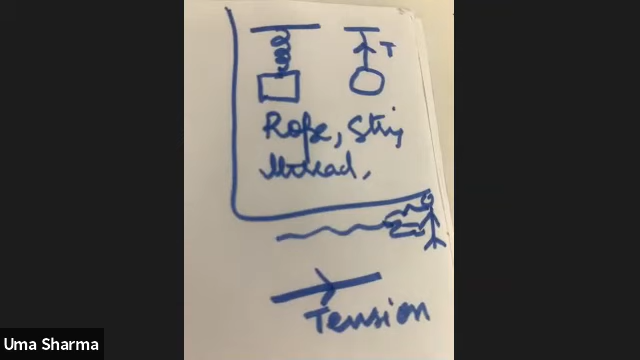 T
Rope, String
thread,
Tension
Uma Sharma